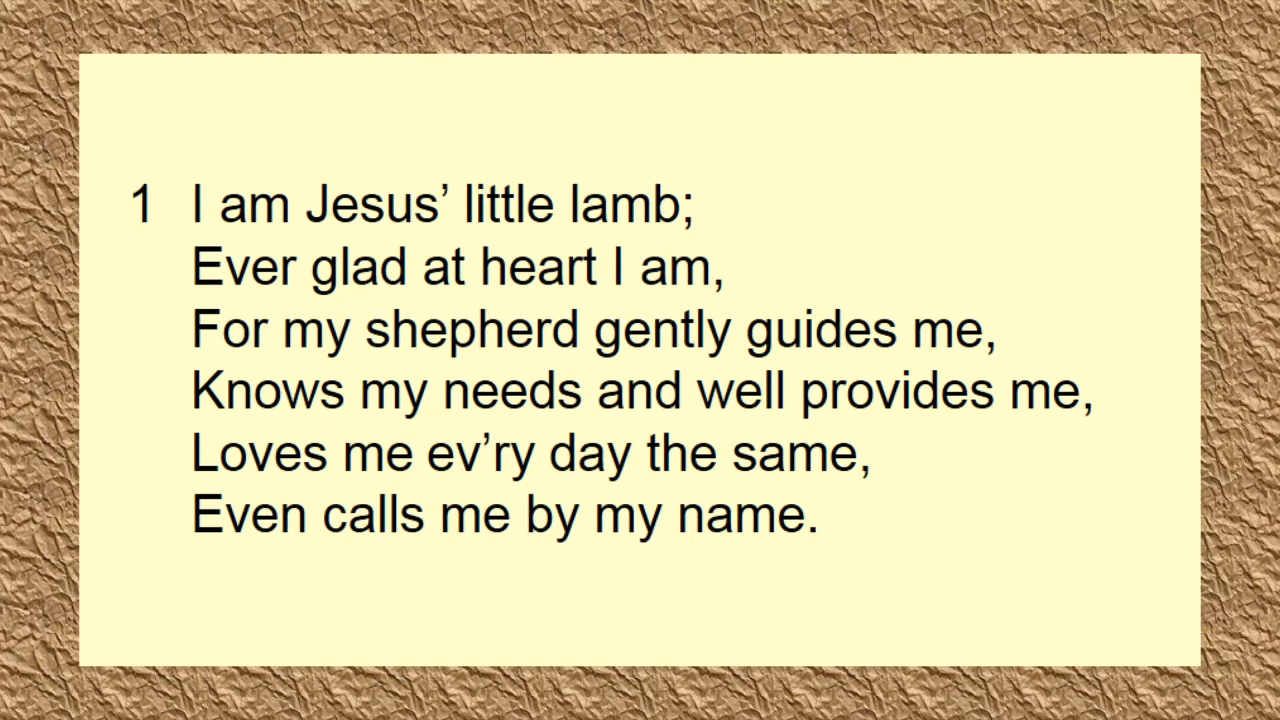 1 I am Jesus’ little lamb;
Ever glad at heart I am,
For my shepherd gently guides me,
Knows my needs and well provides me,
Loves me ev’ry day the same,
Even calls me by my name.